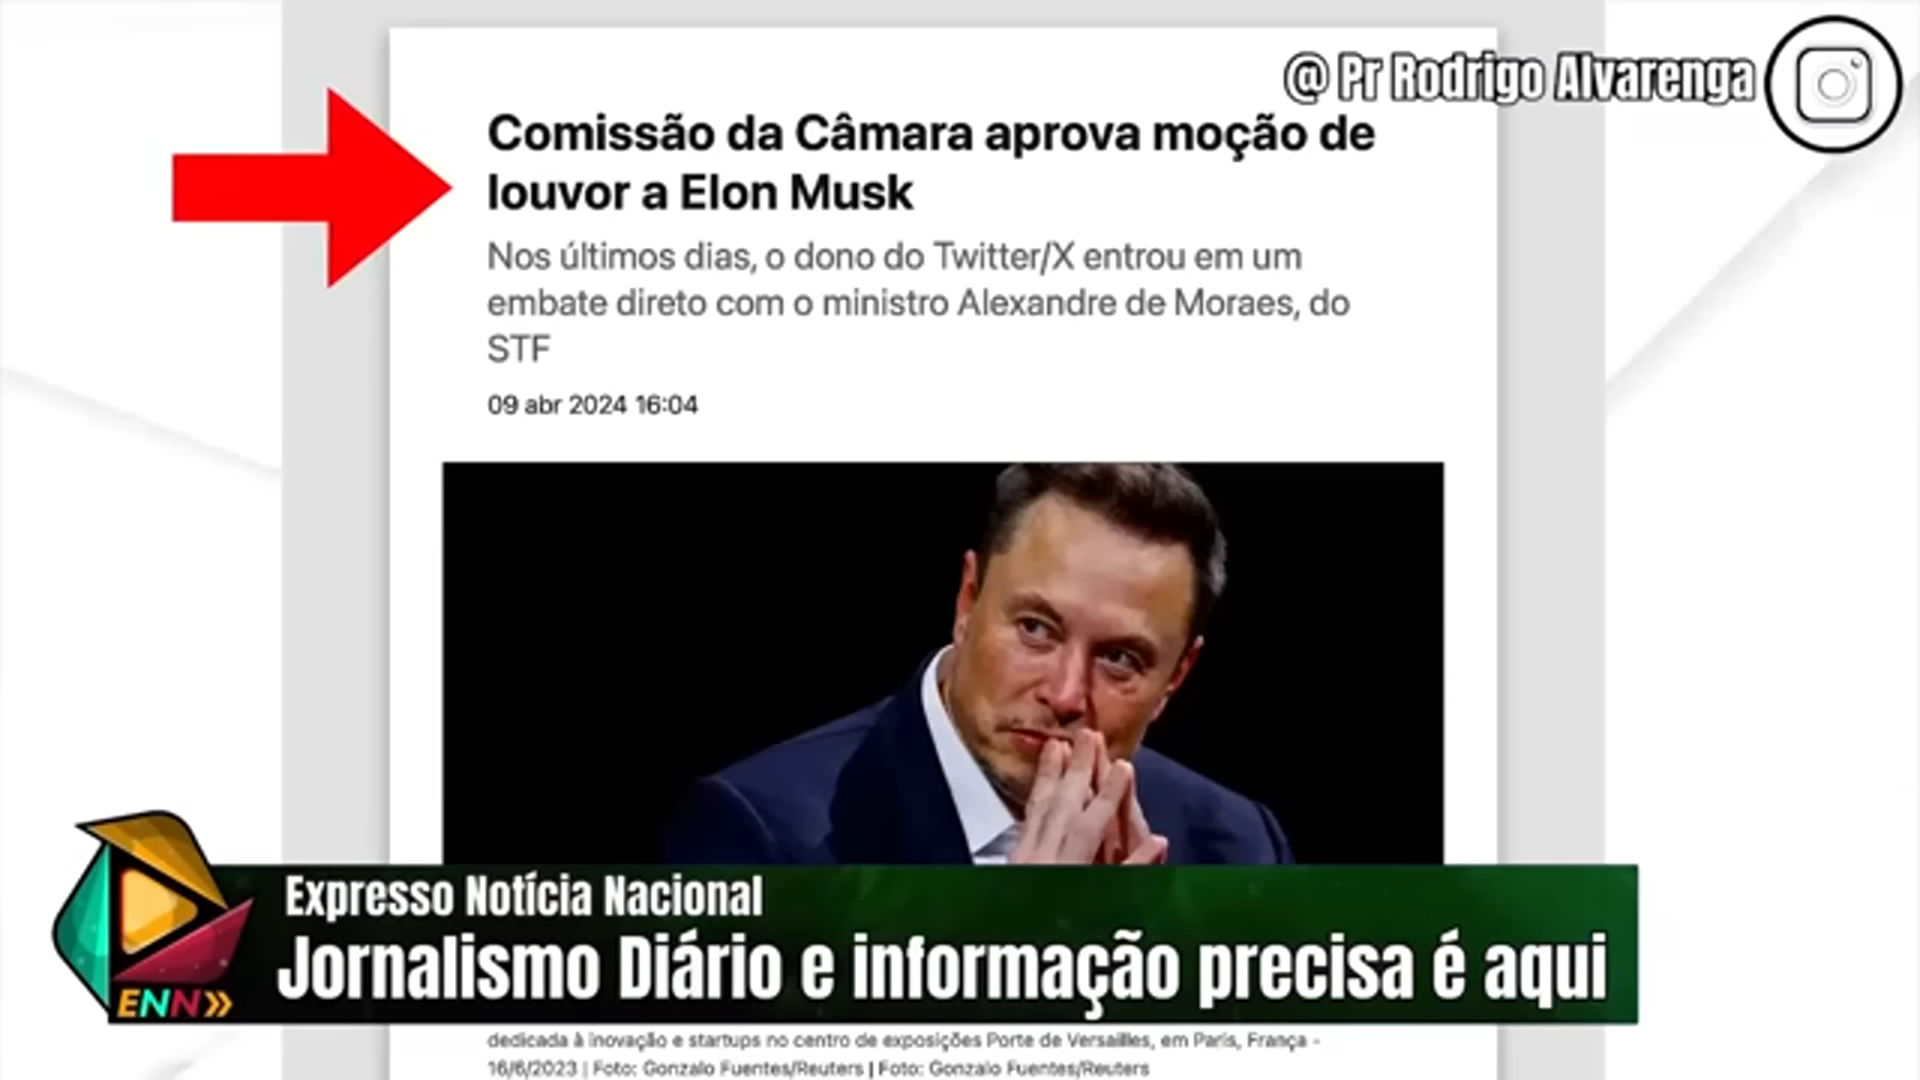 @ Pr Rodrigo Alvarenga
Comissão da Câmara aprova moção de
louvor a Elon Musk
Nos últimos dias, o dono do Twitter/X entrou em um
embate direto com o ministro Alexandre de Moraes, do
STF
09 abr 2024 16:04
Expresso Notícia Nacional
Jornalismo Diário e informação precisa é aqui
ENN
dedicada à inovação e startups no centro de exposições Porte de Versailles, em Paris, França -
16/6/2023 | Foto: Gonzalo Fuentes/Reuters | Foto: Gonzalo Fuentes/Reuters